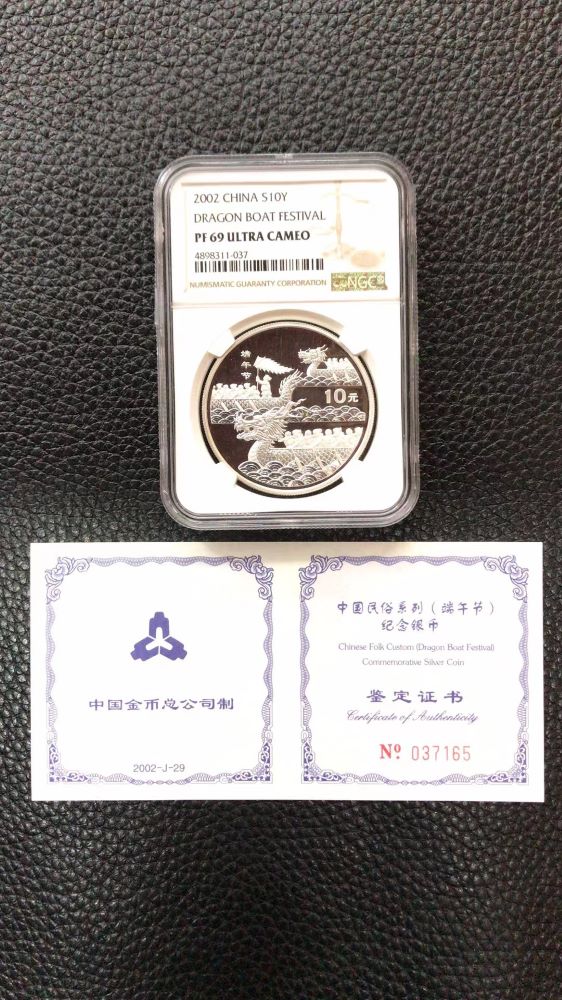 2002 CHINA S10Y
DRAGON BOAT FESTIVAL
PF 69 ULTRA CAMEO
4898311-037
NUMISMATIC GUARANTY CORPORATION
NGC
端午节
10元
中国金币总公司制
2002-J-29
中国民俗系列(端午节)
纪念银币
Chinese Folk Custom (Dragon Boat Festival)
Commemorative Silver Coin
鉴定证书
Certificate of Authenticity
Nº 037165